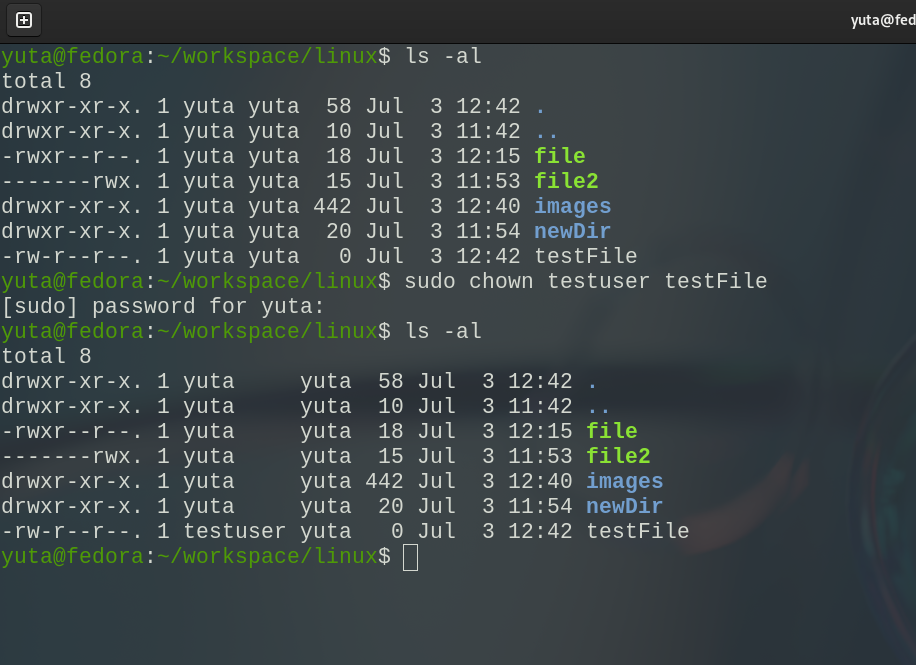 yuta@fed
yuta@fedora:~/workspace/linux$ ls -al
total 8
drwxr-xr-x. 1 yuta yuta  58 Jul  3 12:42 .
drwxr-xr-x. 1 yuta yuta  10 Jul  3 11:42 ..
-rwxr--r--. 1 yuta yuta  18 Jul  3 12:15 file
-------rwx. 1 yuta yuta  15 Jul  3 11:53 file2
drwxr-xr-x. 1 yuta yuta 442 Jul  3 12:40 images
drwxr-xr-x. 1 yuta yuta  20 Jul  3 11:54 newDir
-rw-r--r--. 1 yuta yuta   0 Jul  3 12:42 testFile
yuta@fedora:~/workspace/linux$ sudo chown testuser testFile
[sudo] password for yuta:
yuta@fedora:~/workspace/linux$ ls -al
total 8
drwxr-xr-x. 1 yuta     yuta  58 Jul  3 12:42 .
drwxr-xr-x. 1 yuta     yuta  10 Jul  3 11:42 ..
-rwxr--r--. 1 yuta     yuta  18 Jul  3 12:15 file
-------rwx. 1 yuta     yuta  15 Jul  3 11:53 file2
drwxr-xr-x. 1 yuta     yuta 442 Jul  3 12:40 images
drwxr-xr-x. 1 yuta     yuta  20 Jul  3 11:54 newDir
-rw-r--r--. 1 testuser yuta   0 Jul  3 12:42 testFile
yuta@fedora:~/workspace/linux$